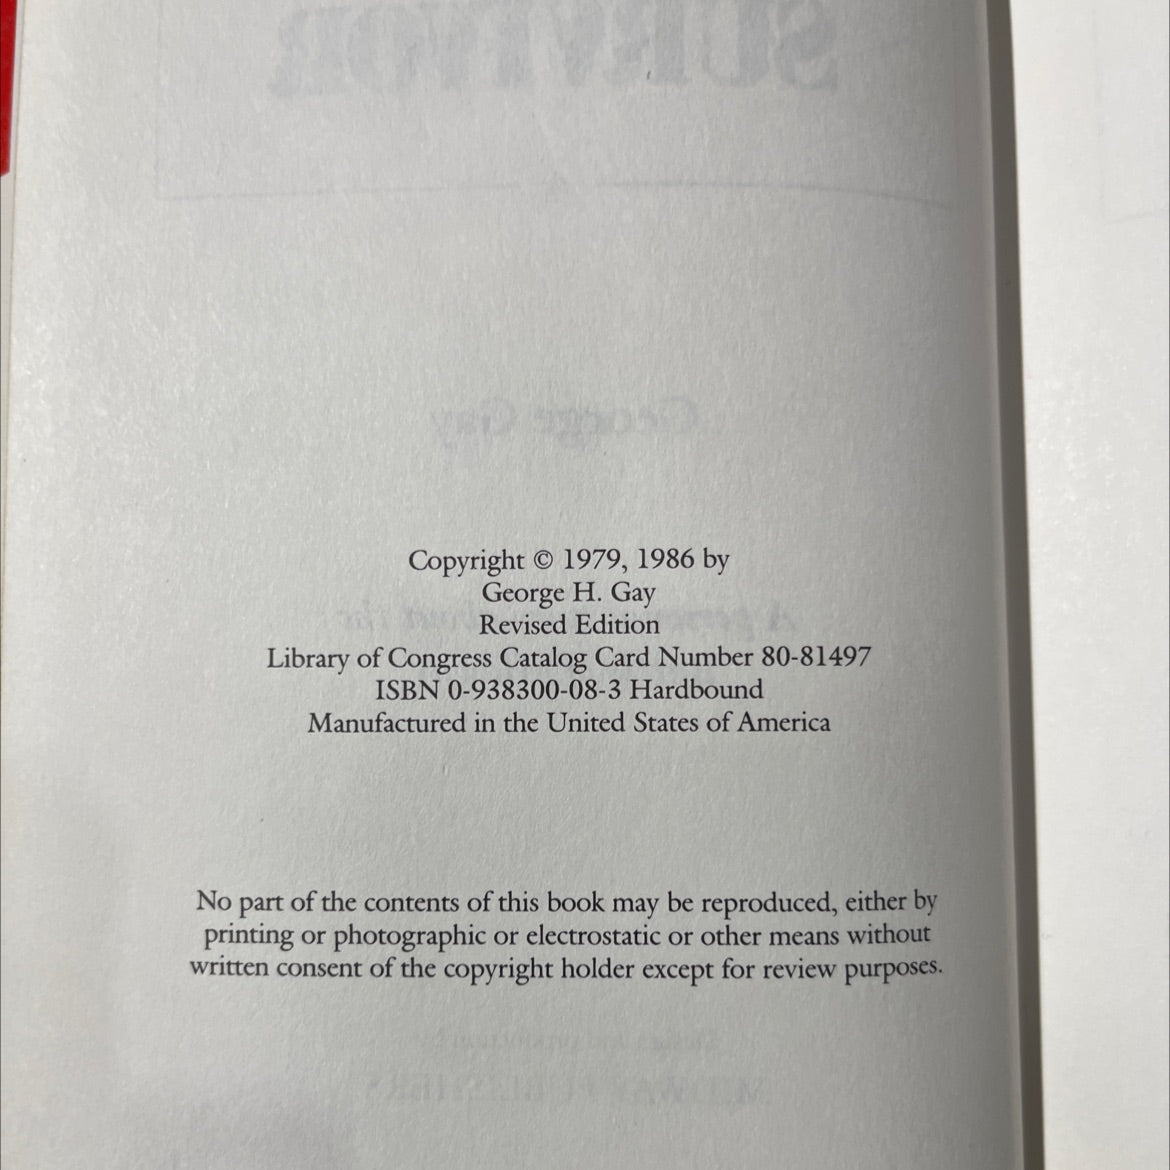 SURVIVOR
George Gay
Copyright © 1979, 1986 by
George H. Gay
Revised Edition
Library of Congress Catalog Card Number 80-81497
ISBN 0-938300-08-3 Hardbound
Manufactured in the United States of America
No part of the contents of this book may be reproduced, either by
printing or photographic or electrostatic or other means without
written consent of the copyright holder except for review purposes.